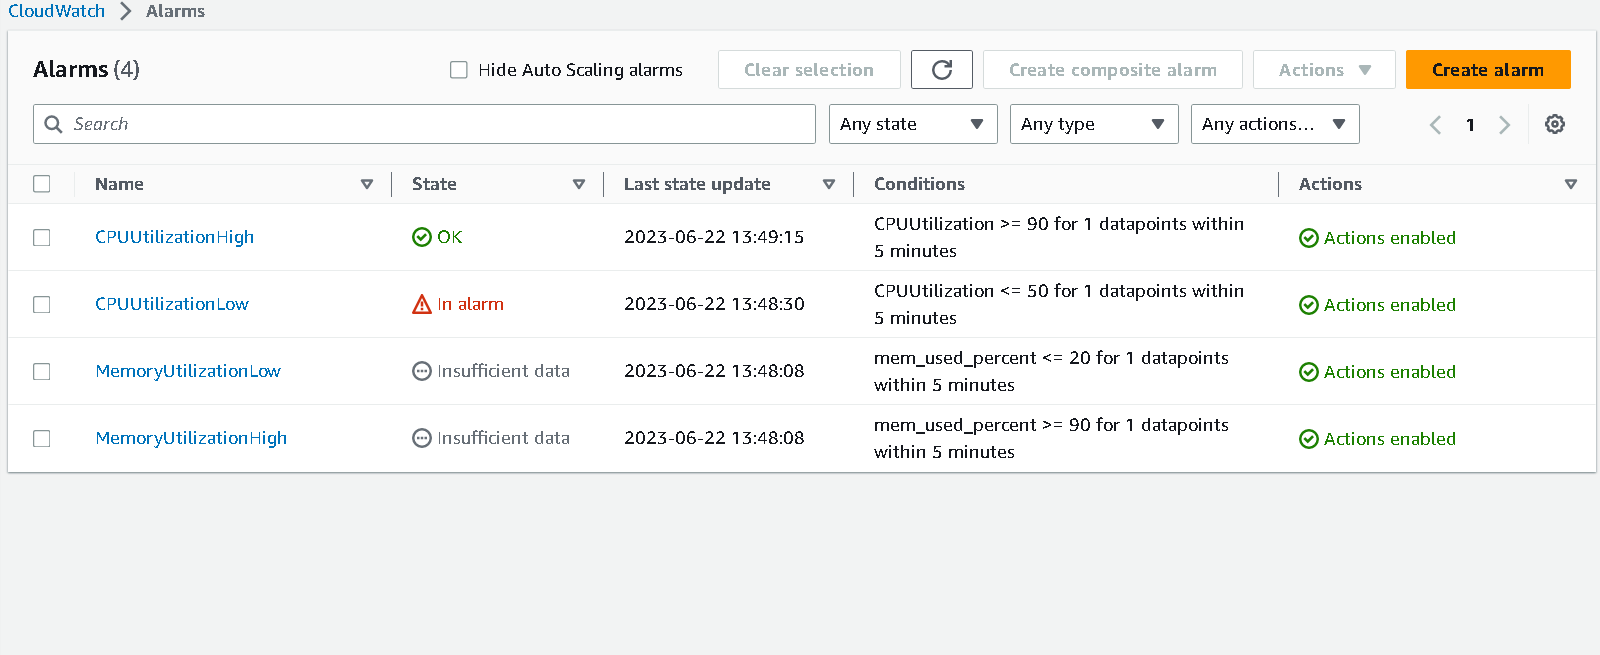 CloudWatch > Alarms
Alarms (4)
Hide Auto Scaling alarms
Clear selection
Create composite alarm
Actions
Create alarm
Search
Any state
Any type
Any actions...
1
Name State Last state update Conditions Actions
CPUUtilizationHigh OK 2023-06-22 13:49:15 CPUUtilization >= 90 for 1 datapoints within
5 minutes
Actions enabled
CPUUtilizationLow In alarm 2023-06-22 13:48:30 CPUUtilization <= 50 for 1 datapoints within
5 minutes
Actions enabled
MemoryUtilizationLow Insufficient data 2023-06-22 13:48:08 mem_used_percent <= 20 for 1 datapoints
within 5 minutes
Actions enabled
MemoryUtilizationHigh Insufficient data 2023-06-22 13:48:08 mem_used_percent >= 90 for 1 datapoints
within 5 minutes
Actions enabled